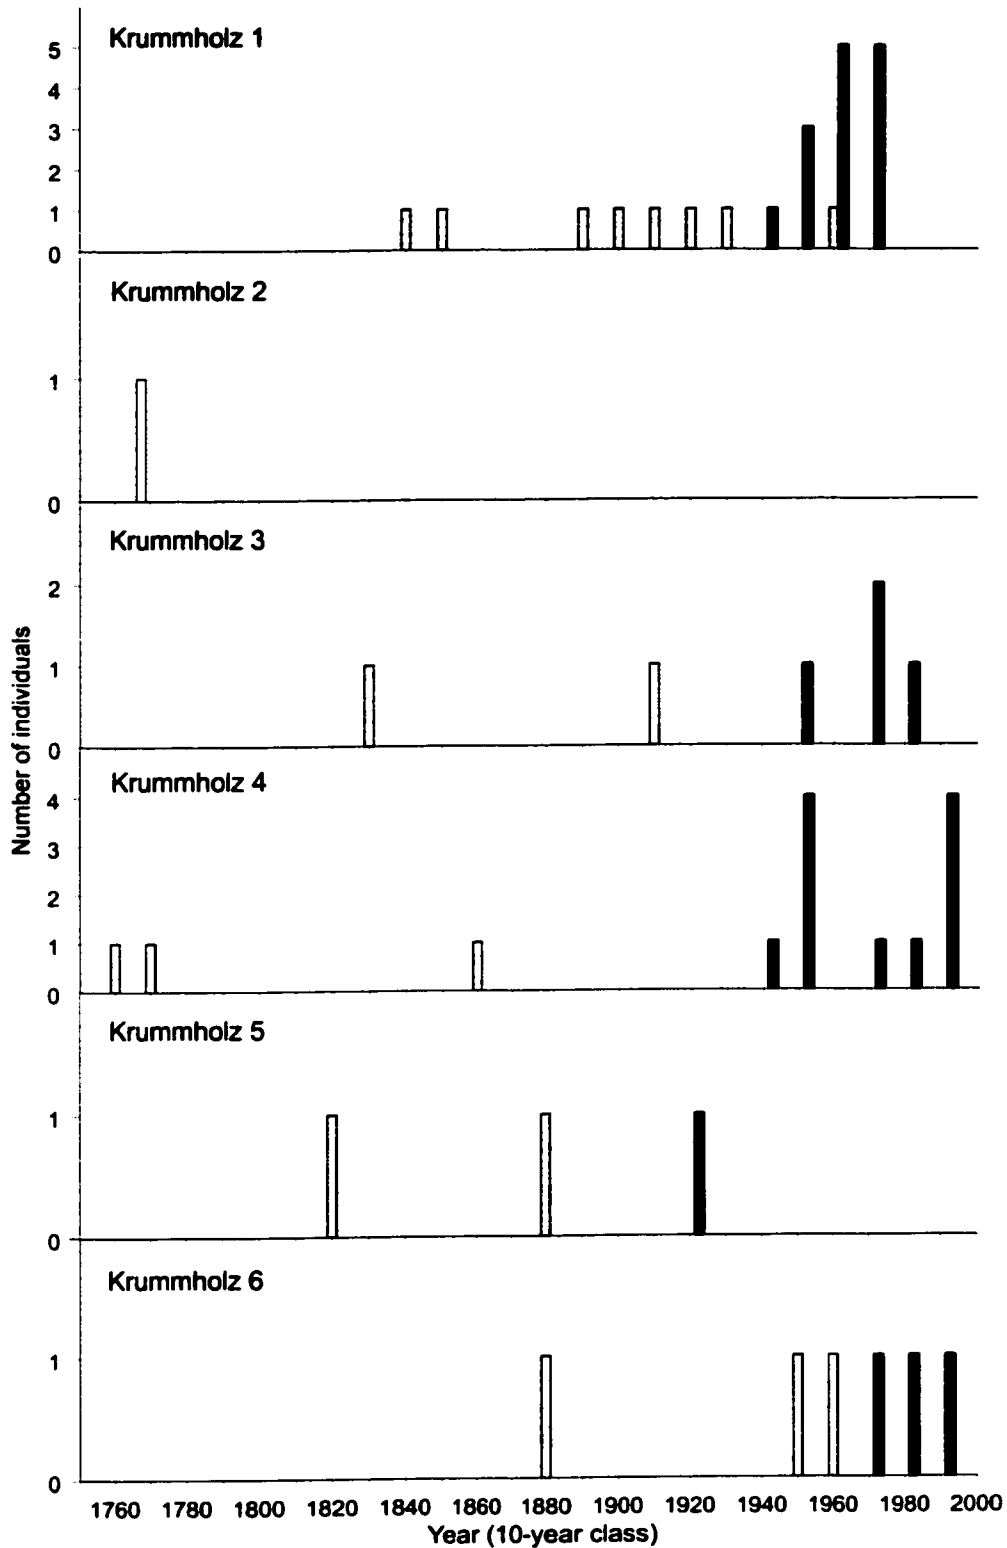 Krummholz 1
5
4
3
2
1
0
Krummholz 2
1
0
Krummholz 3
2
1
0
Number of individuals
Krummholz 4
4
3
2
1
0
Krummholz 5
1
0
Krummholz 6
1
0
1760 1780 1800 1820 1840 1860 1880 1900 1920 1940 1960 1980 2000
Year (10-year class)